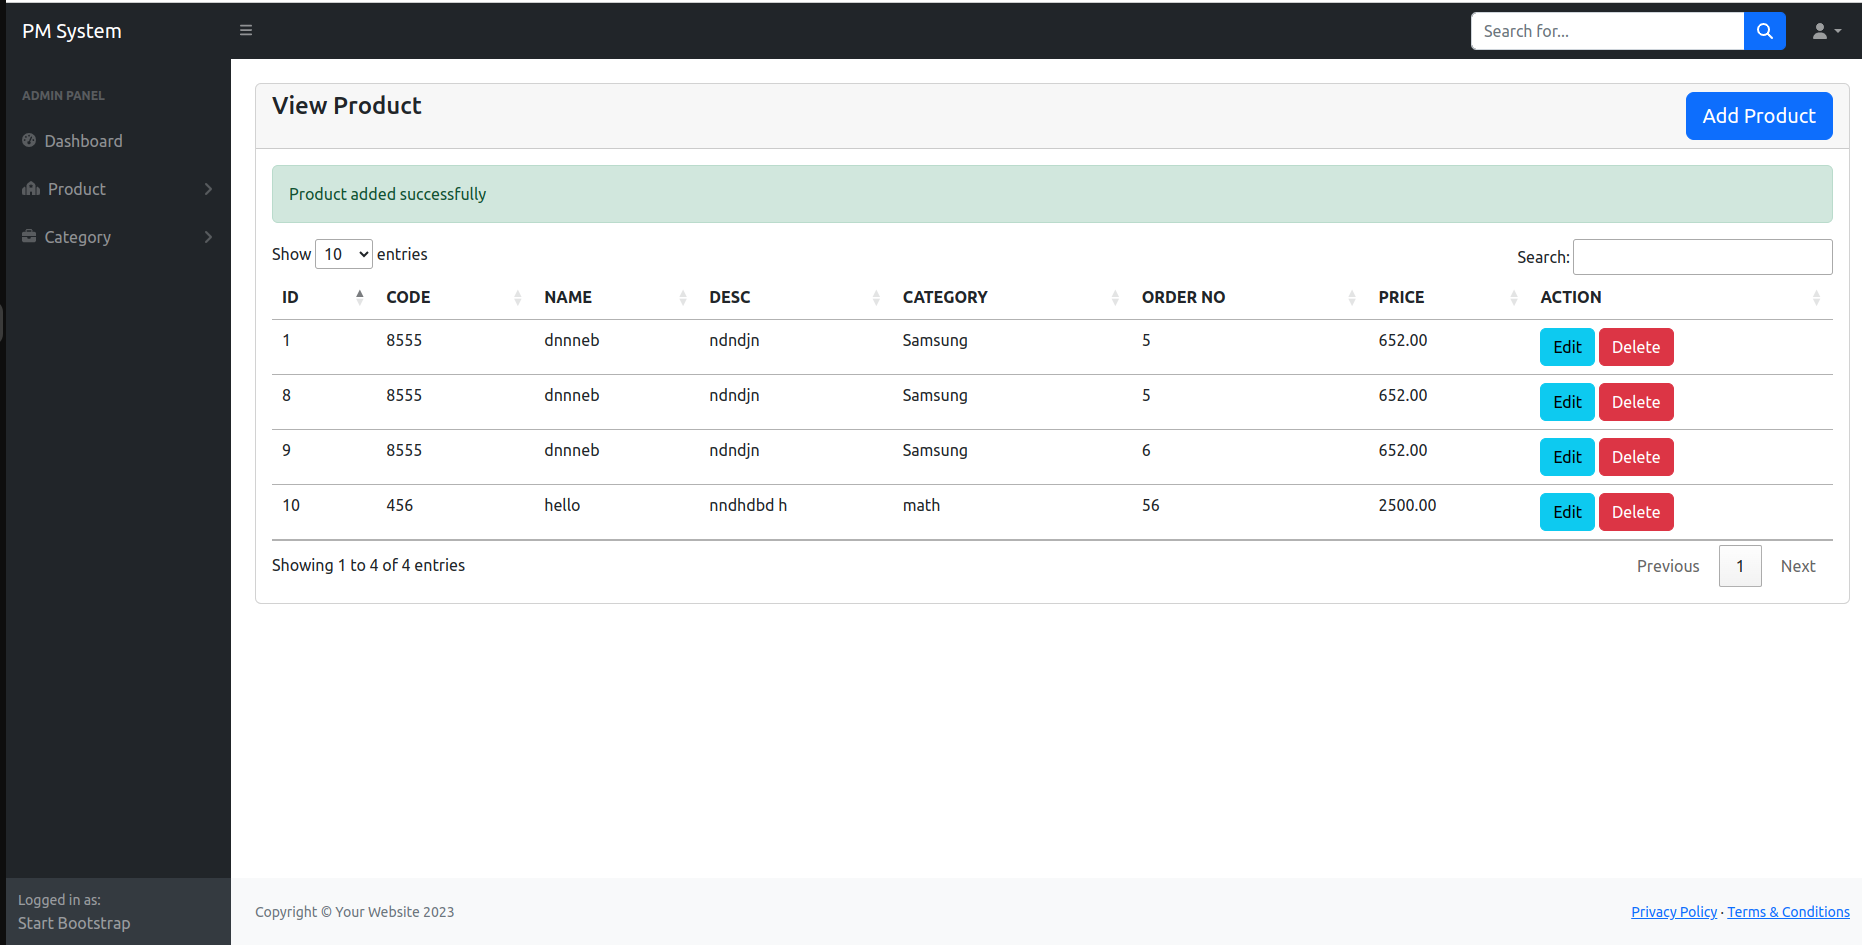 PM System
Search for...
ADMIN PANEL
Dashboard
Product
Category
View Product
Add Product
Product added successfully
Show 10 entries
Search:
ID CODE NAME DESC CATEGORY ORDER NO PRICE ACTION
1 8555 dnnneb ndndjn Samsung 5 652.00 Edit Delete
8 8555 dnnneb ndndjn Samsung 5 652.00 Edit Delete
9 8555 dnnneb ndndjn Samsung 6 652.00 Edit Delete
10 456 hello nndhdbd h math 56 2500.00 Edit Delete
Showing 1 to 4 of 4 entries
Previous 1 Next
Logged in as:
Start Bootstrap
Copyright © Your Website 2023
Privacy Policy · Terms & Conditions